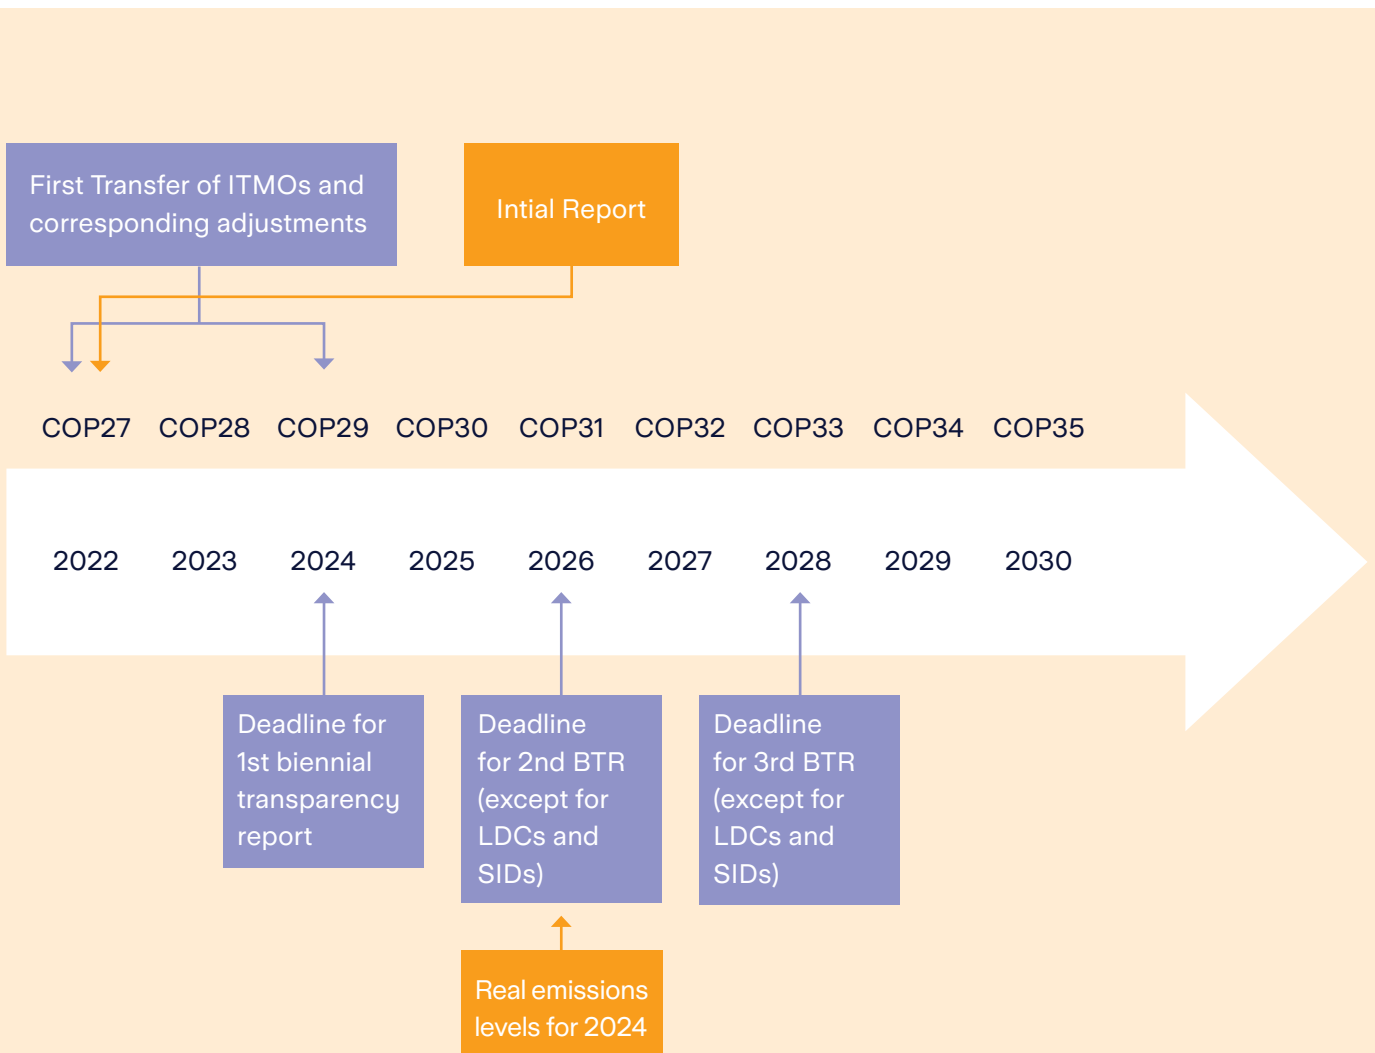 First Transfer of ITMOs and
corresponding adjustments
Intial Report
COP27 COP28 COP29 COP30 COP31 COP32 COP33 COP34 COP35
2022 2023 2024 2025 2026 2027 2028 2029 2030
Deadline for
1st biennial
transparency
report
Deadline
for 2nd BTR
(except for
LDCs and
SIDs)
Deadline
for 3rd BTR
(except for
LDCs and
SIDs)
Real emissions
levels for 2024